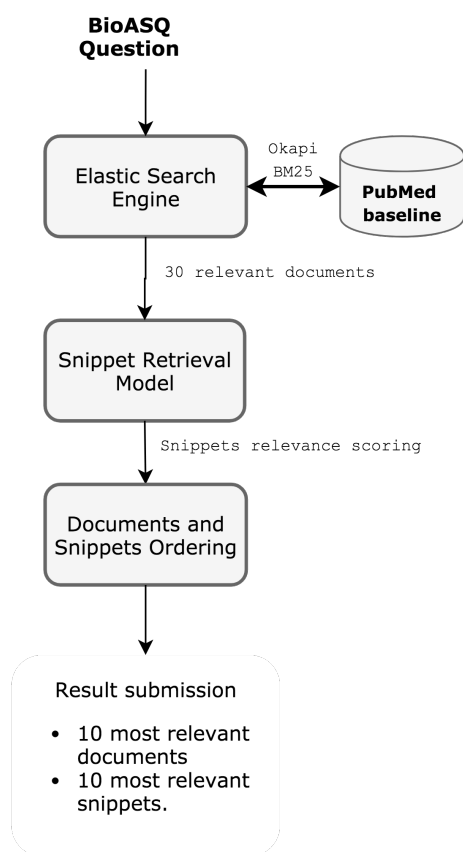 BioASQ
Question
Elastic Search
Engine
Okapi
BM25
PubMed
baseline
30 relevant documents
Snippet Retrieval
Model
Snippets relevance scoring
Documents and
Snippets Ordering
Result submission
• 10 most relevant
documents
• 10 most relevant
snippets.